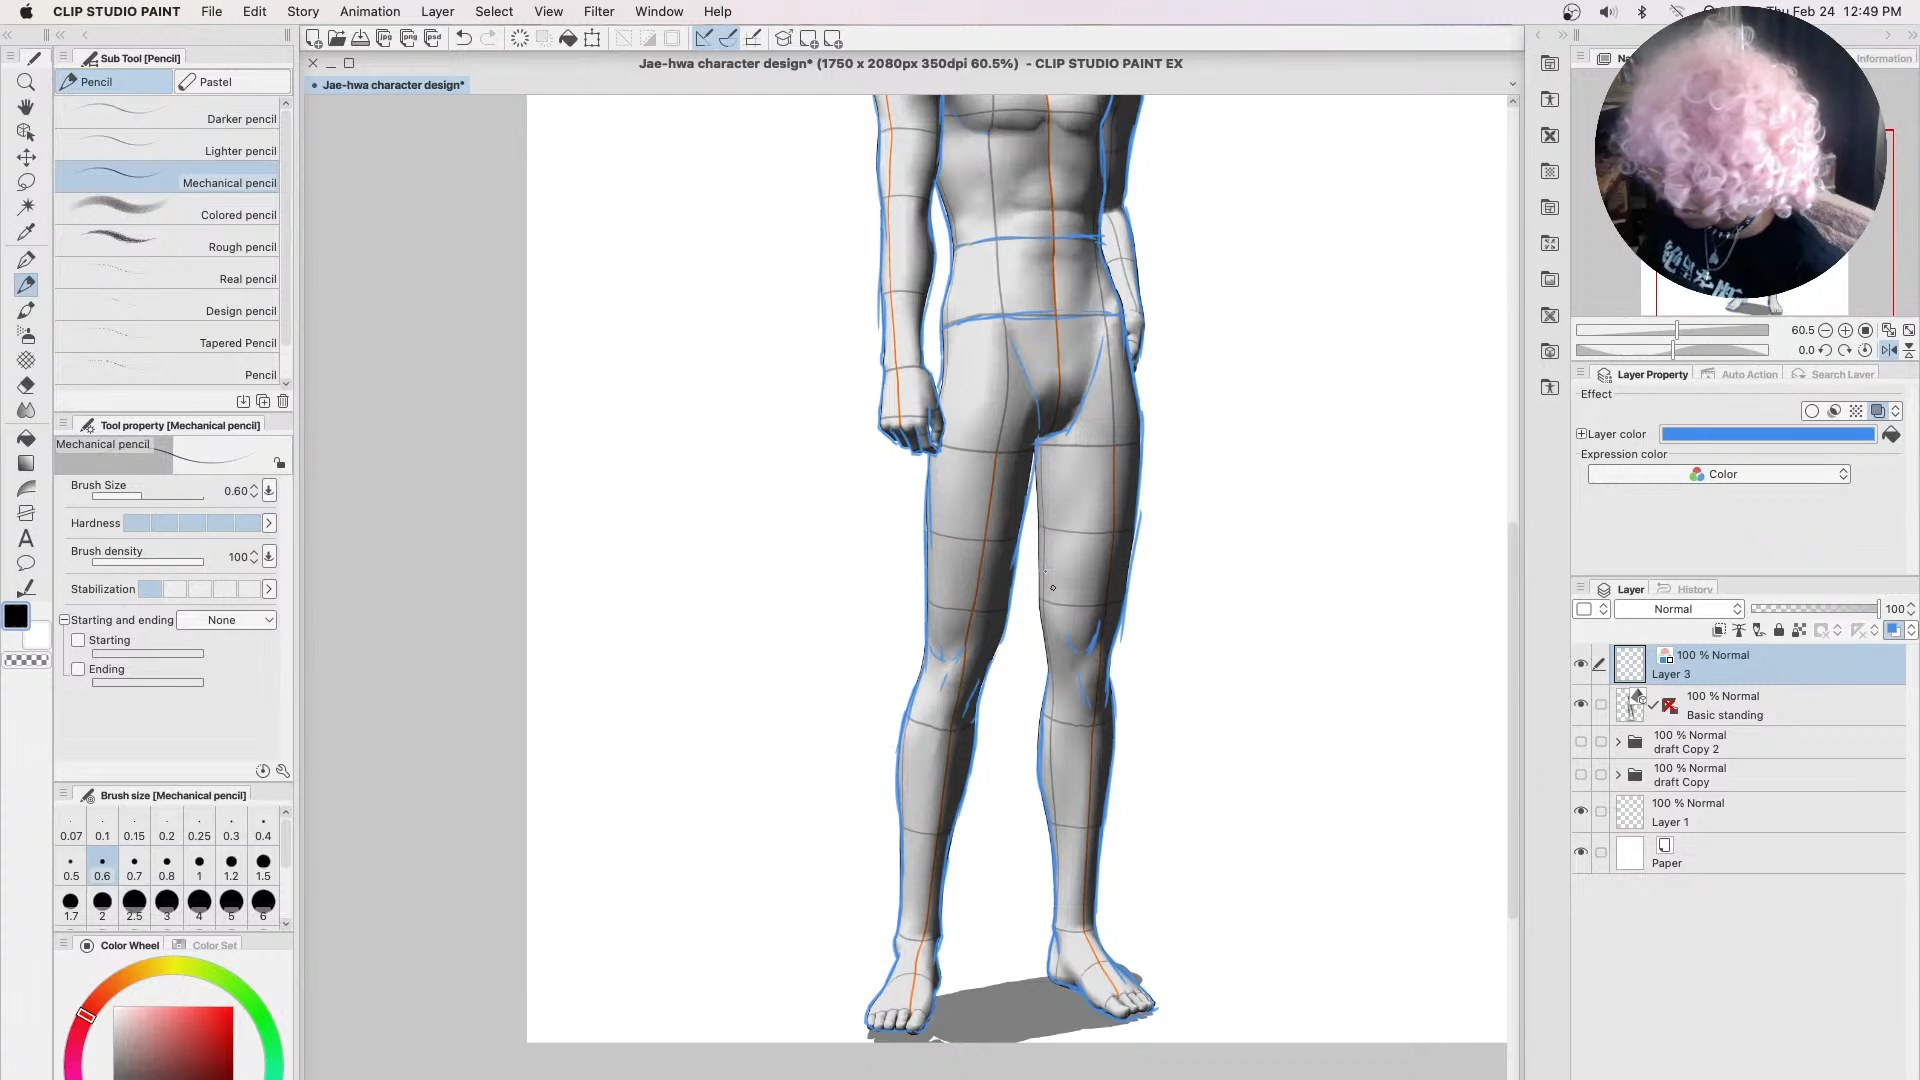 CLIP STUDIO PAINT File Edit Story Animation Layer Select View Filter Window Help
Thu Feb 24 12:49 PM
Jae-hwa character design* (1750 x 2080px 350dpi 60.5%) - CLIP STUDIO PAINT EX
Jae-hwa character design*
Sub Tool [Pencil]
Pencil
Pastel
Darker pencil
Lighter pencil
Mechanical pencil
Colored pencil
Rough pencil
Real pencil
Design pencil
Tapered Pencil
Pencil
Tool property [Mechanical pencil]
Mechanical pencil
Brush Size 0.60
Hardness
Brush density 100
Stabilization
Starting and ending None
Starting
Ending
Brush size [Mechanical pencil]
0.07 0.1 0.15 0.2 0.25 0.3 0.4
0.5 0.6 0.7 0.8 1 1.2 1.5
1.7 2 2.5 3 4 5 6
Color Wheel Color Set
Information
60.5
0.0
Layer Property Auto Action Search Layer
Effect
Layer color
Expression color
Color
Layer History
Normal 100
100 % Normal
Layer 3
100 % Normal
Basic standing
100 % Normal
draft Copy 2
100 % Normal
draft Copy
100 % Normal
Layer 1
Paper